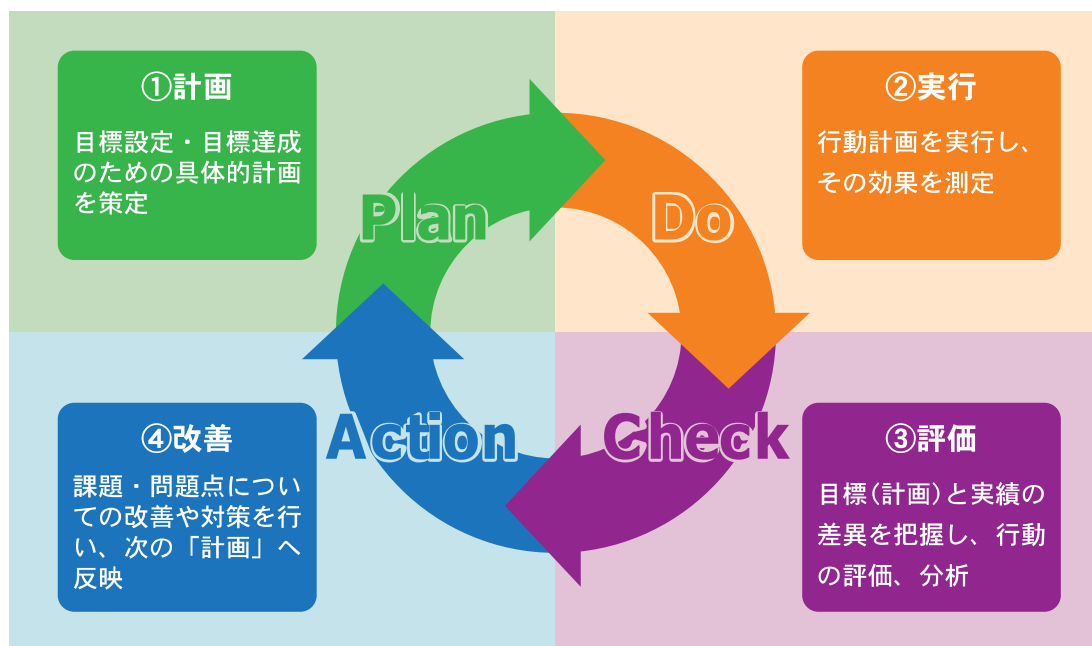 ①計画
目標設定・目標達成
のための具体的計画
を策定
Plan
②実行
行動計画を実行し、
その効果を測定
Do
④改善
課題・問題点につい
ての改善や対策を行
い、次の「計画」へ
反映
Action
Check
③評価
目標(計画)と実績の
差異を把握し、行動
の評価、分析